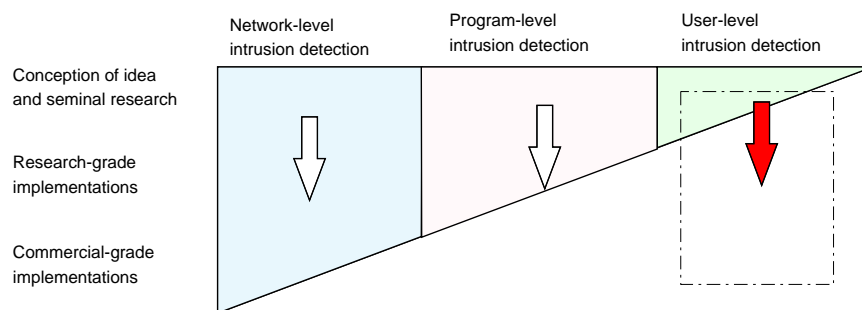 Network-level
intrusion detection
Program-level
intrusion detection
User-level
intrusion detection
Conception of idea
and seminal research
Research-grade
implementations
Commercial-grade
implementations